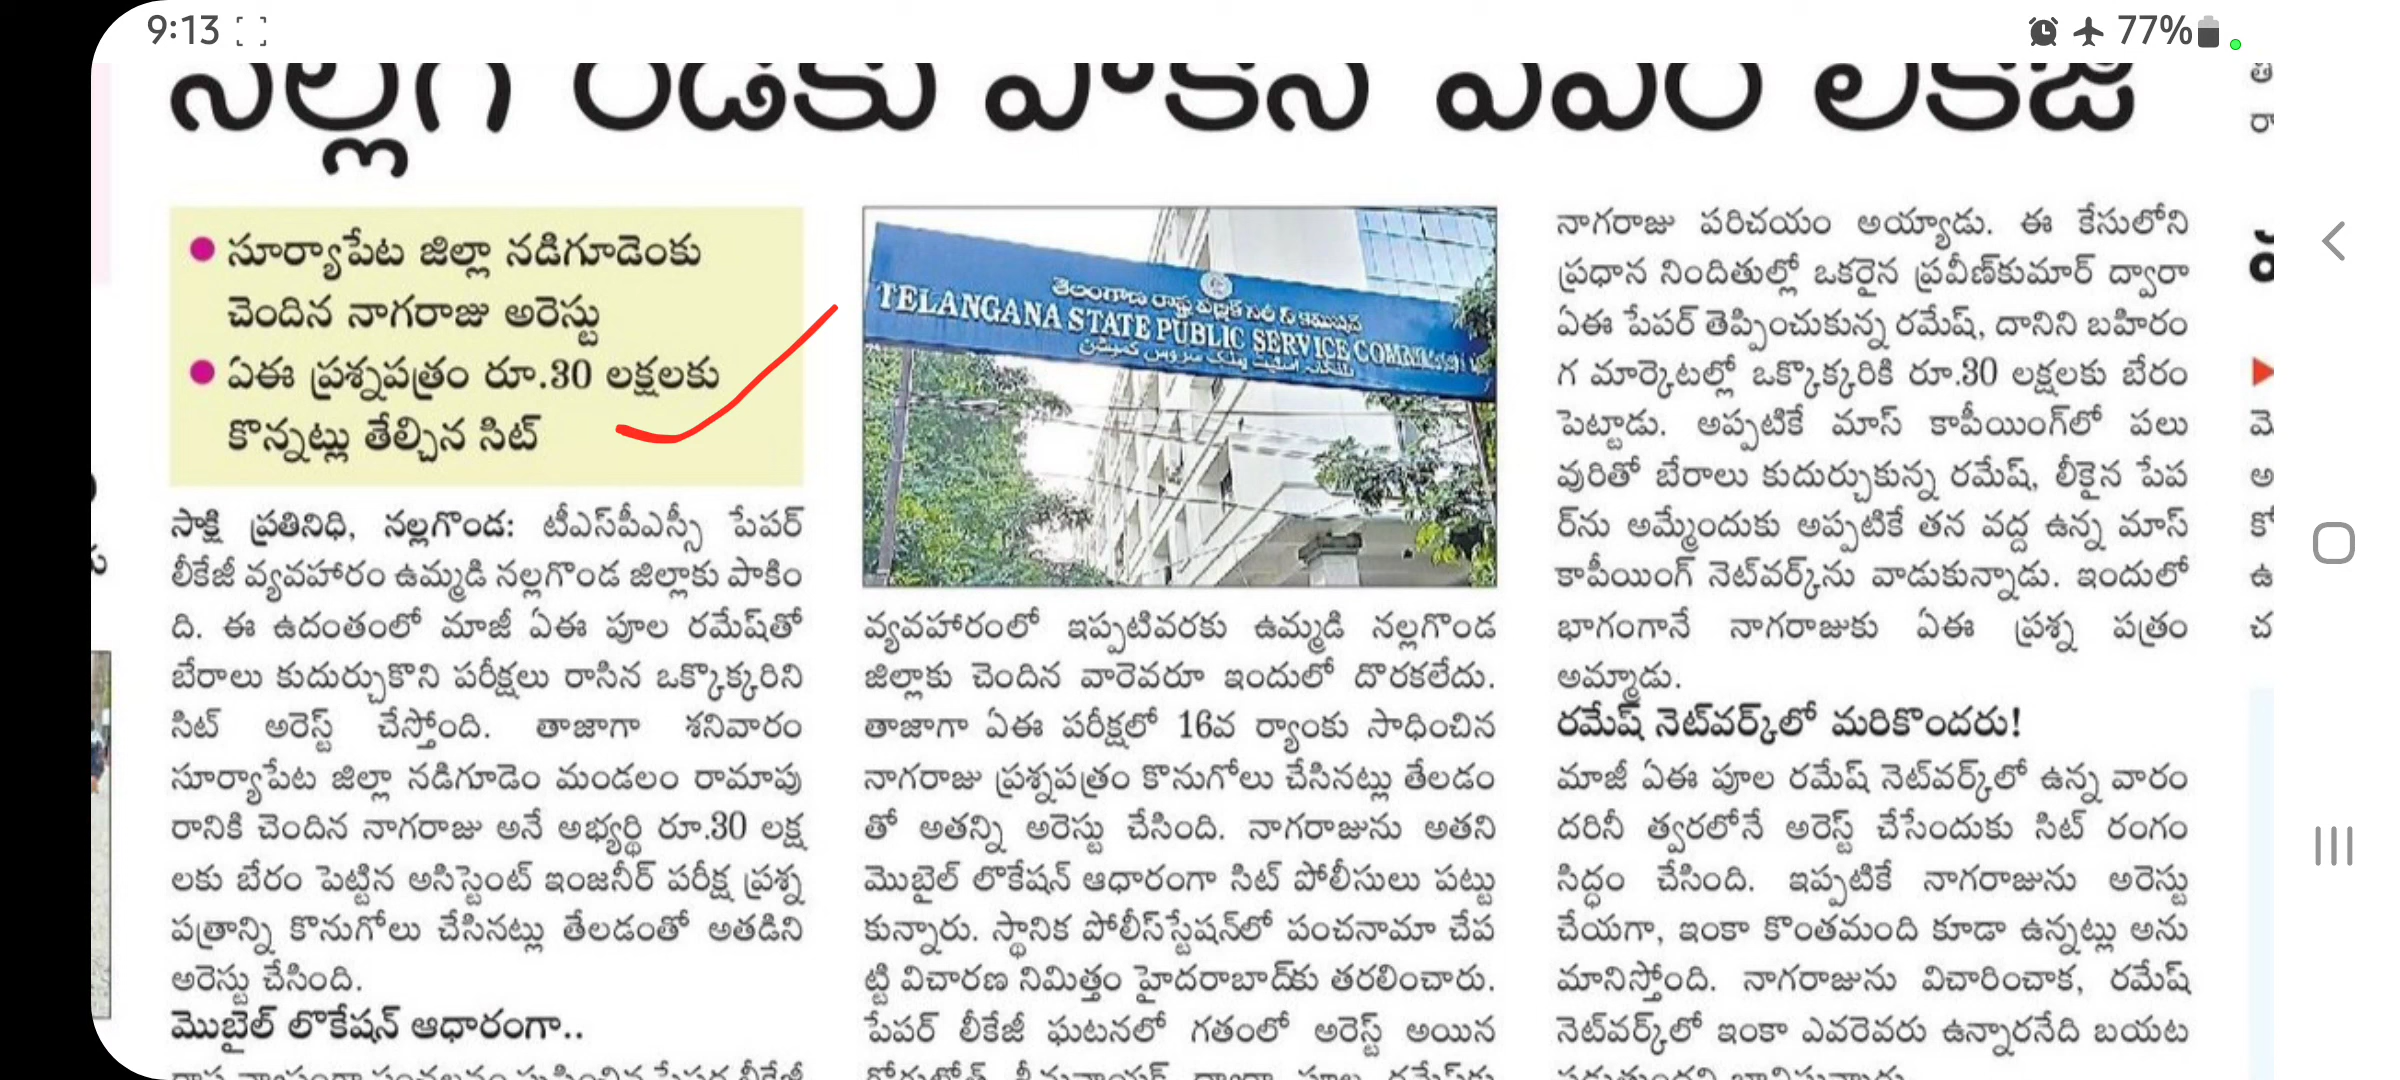 9:13
77%
సూర్యాపేట జిల్లా నడిగూడెంకు
చెందిన నాగరాజు అరెస్టు
ఏఈ ప్రశ్నపత్రం రూ.30 లక్షలకు
కొన్నట్లు తేల్చిన సిట్
సాక్షి ప్రతినిధి, నల్లగొండ: టీఎస్‌పీఎస్సీ పేపర్
లీకేజీ వ్యవహారం ఉమ్మడి నల్లగొండ జిల్లాకు పాకిం
ది. ఈ ఉదంతంలో మాజీ ఏఈ పూల రమేష్‌తో
బేరాలు కుదుర్చుకొని పరీక్షలు రాసిన ఒక్కొక్కరిని
సిట్ అరెస్ట్ చేస్తోంది. తాజాగా శనివారం
సూర్యాపేట జిల్లా నడిగూడెం మండలం రామాపు
రానికి చెందిన నాగరాజు అనే అభ్యర్థి రూ.30 లక్ష
లకు బేరం పెట్టిన అసిస్టెంట్ ఇంజనీర్ పరీక్ష ప్రశ్న
పత్రాన్ని కొనుగోలు చేసినట్లు తేలడంతో అతడిని
అరెస్టు చేసింది.
మొబైల్ లొకేషన్ ఆధారంగా..
తెలంగాణ రాష్ట్ర పబ్లిక్ సర్వీస్ కమిషన్
TELANGANA STATE PUBLIC SERVICE COMMISSION
వ్యవహారంలో ఇప్పటివరకు ఉమ్మడి నల్లగొండ
జిల్లాకు చెందిన వారెవరూ ఇందులో దొరకలేదు.
తాజాగా ఏఈ పరీక్షలో 16వ ర్యాంకు సాధించిన
నాగరాజు ప్రశ్నపత్రం కొనుగోలు చేసినట్లు తేలడం
తో అతన్ని అరెస్టు చేసింది. నాగరాజును అతని
మొబైల్ లొకేషన్ ఆధారంగా సిట్ పోలీసులు పట్టు
కున్నారు. స్థానిక పోలీస్‌స్టేషన్‌లో పంచనామా చేప
ట్టి విచారణ నిమిత్తం హైదరాబాద్‌కు తరలించారు.
పేపర్ లీకేజీ ఘటనలో గతంలో అరెస్ట్ అయిన
నాగరాజు పరిచయం అయ్యాడు. ఈ కేసులోని
ప్రధాన నిందితుల్లో ఒకరైన ప్రవీణ్‌కుమార్ ద్వారా
ఏఈ పేపర్ తెప్పించుకున్న రమేష్, దానిని బహిరం
గ మార్కెటల్లో ఒక్కొక్కరికి రూ.30 లక్షలకు బేరం
పెట్టాడు. అప్పటికే మాస్ కాపీయింగ్‌లో పలు
వురితో బేరాలు కుదుర్చుకున్న రమేష్, లీకైన పేప
ర్‌ను అమ్మేందుకు అప్పటికే తన వద్ద ఉన్న మాస్
కాపీయింగ్ నెట్‌వర్క్‌ను వాడుకున్నాడు. ఇందులో
భాగంగానే నాగరాజుకు ఏఈ ప్రశ్న పత్రం
అమ్మాడు.
రమేష్ నెట్‌వర్క్‌లో మరికొందరు!
మాజీ ఏఈ పూల రమేష్ నెట్‌వర్క్‌లో ఉన్న వారం
దరినీ త్వరలోనే అరెస్ట్ చేసేందుకు సిట్ రంగం
సిద్ధం చేసింది. ఇప్పటికే నాగరాజును అరెస్టు
చేయగా, ఇంకా కొంతమంది కూడా ఉన్నట్లు అను
మానిస్తోంది. నాగరాజును విచారించాక, రమేష్
నెట్‌వర్క్‌లో ఇంకా ఎవరెవరు ఉన్నారనేది బయట